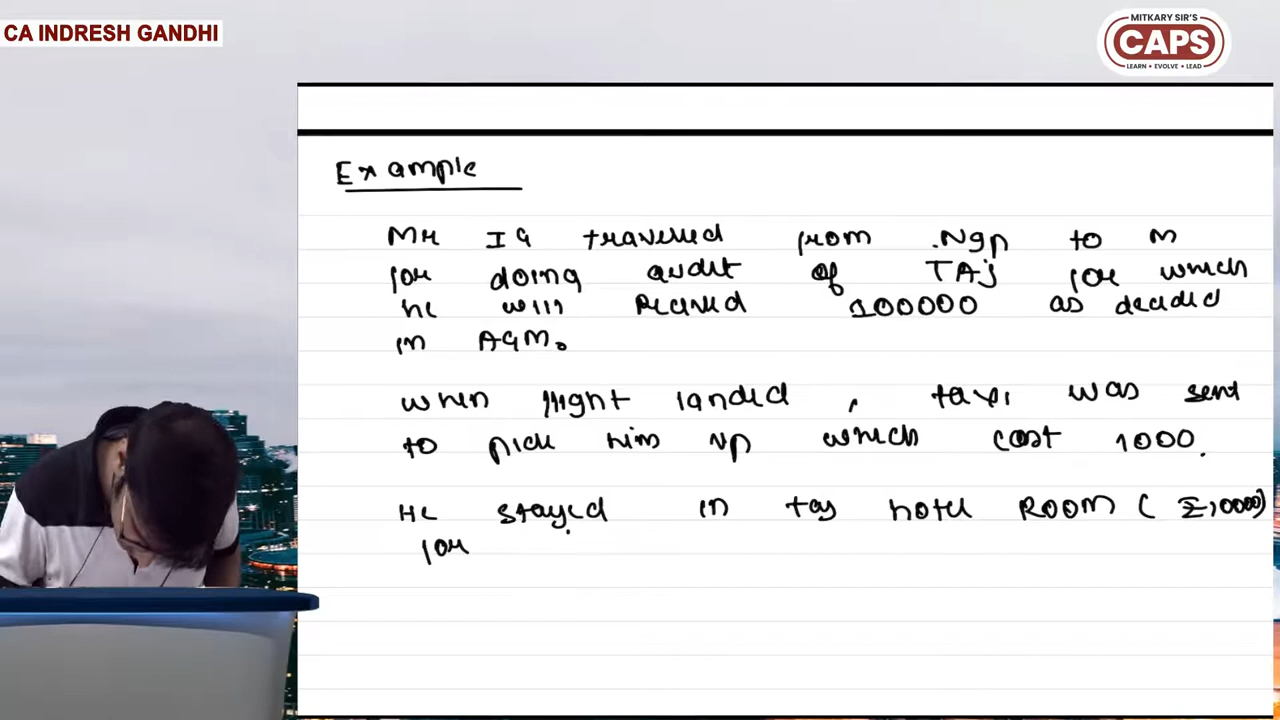 CA INDRESH GANDHI
MITKARY SIR'S
CAPS
LEARN • EVOLVE • LEAD
Example
Mr IG travelled from Ngp to M
for doing audit of TAJ for which
he will received 100000 as decided
in AGM.
when flight landed, taxi was sent
to pick him up which cost 1000.
He stayed in taj hotel ROOM ( ₹10000)
for